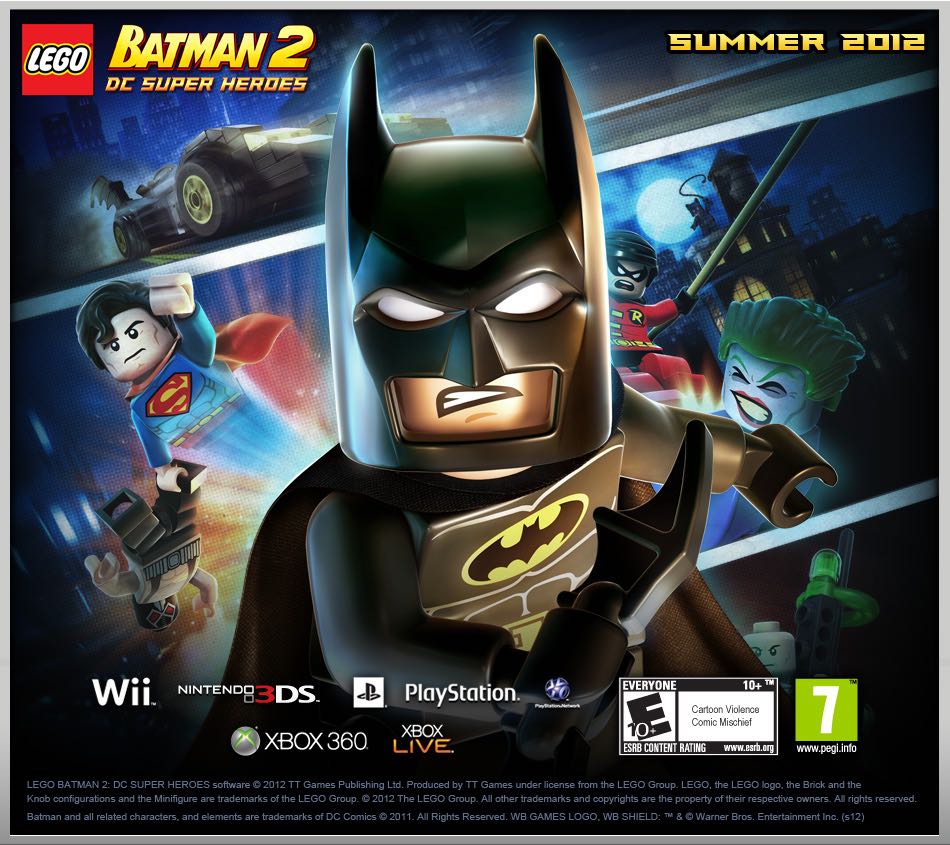 LEGO BATMAN 2
DC SUPER HEROES
SUMMER 2012
S
R
Wii™
NINTENDO 3DS™
PlayStation®
PlayStation®Network
XBOX 360®
XBOX
LIVE®
EVERYONE 10+™
E
10+
Cartoon Violence
Comic Mischief
ESRB CONTENT RATING www.esrb.org
7™
www.pegi.info
LEGO BATMAN 2: DC SUPER HEROES software © 2012 TT Games Publishing Ltd. Produced by TT Games under license from the LEGO Group. LEGO, the LEGO logo, the Brick and the
Knob configurations and the Minifigure are trademarks of the LEGO Group. © 2012 The LEGO Group. All other trademarks and copyrights are the property of their respective owners. All rights reserved.
Batman and all related characters, and elements are trademarks of DC Comics © 2011. All Rights Reserved. WB GAMES LOGO, WB SHIELD: ™ & © Warner Bros. Entertainment Inc. (s12)